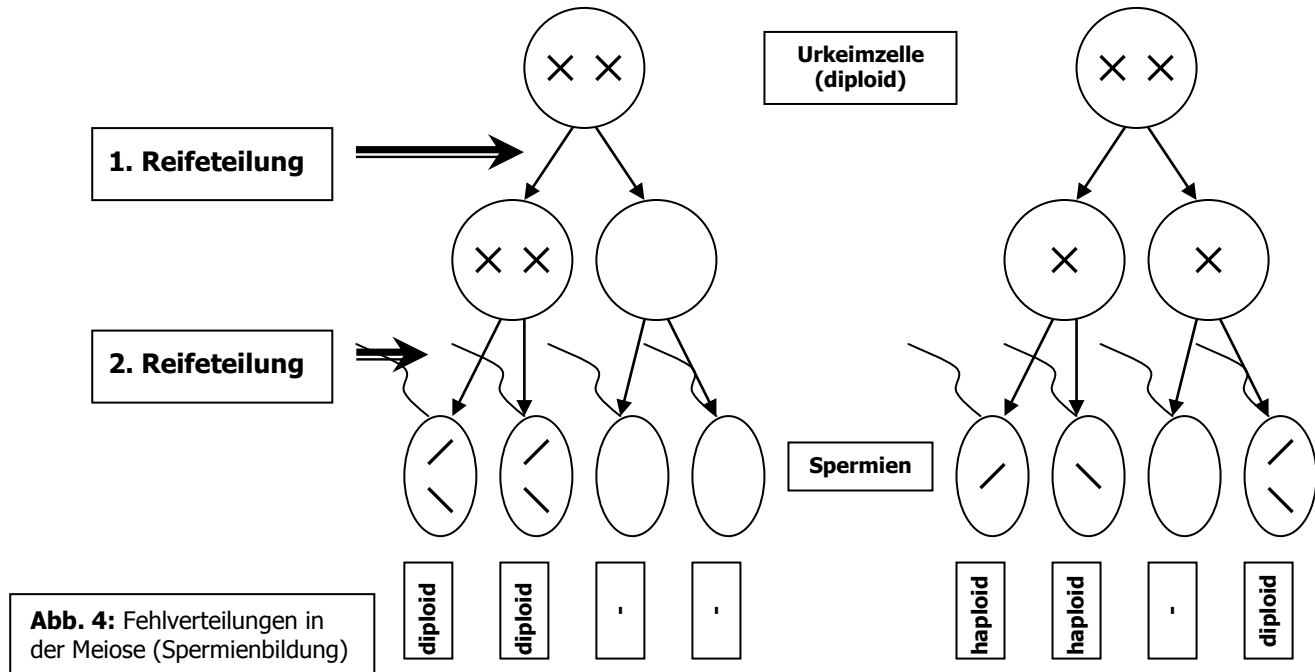 Urkeimzelle
(diploid)
1. Reifeteilung
2. Reifeteilung
Spermien
diploid
diploid
-
-
haploid
haploid
-
diploid
Abb. 4: Fehlverteilungen in
der Meiose (Spermienbildung)